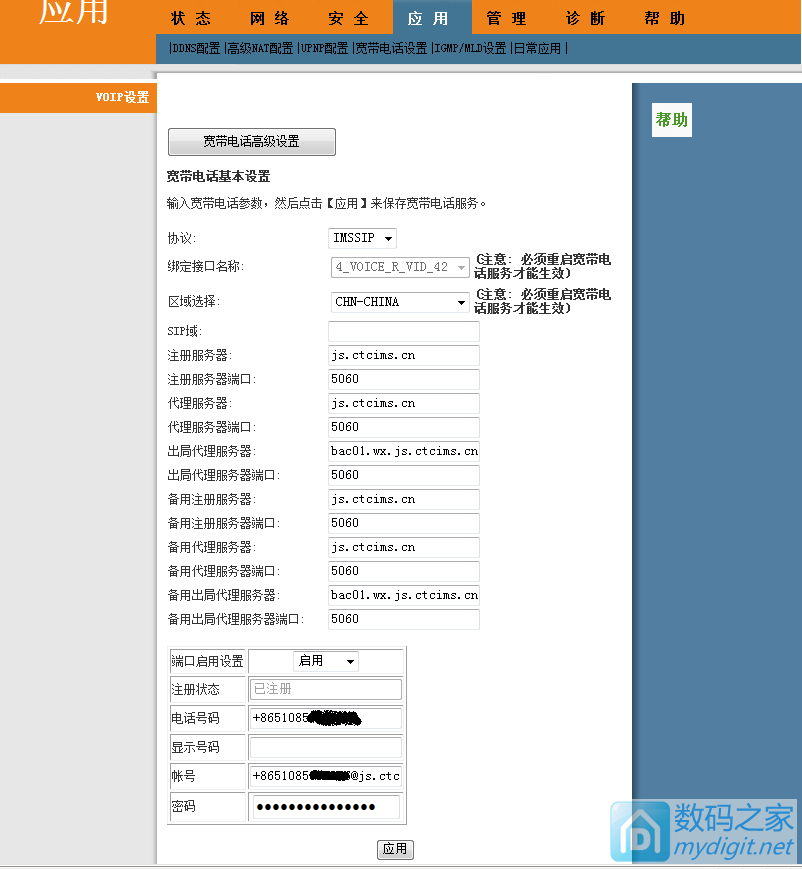 应用
状态 网络 安全 应用 管理 诊断 帮助
|DDNS配置 |高级NAT配置 |UPNP配置 |宽带电话设置 |IGMP/MLD设置 |日常应用 |
VOIP设置
帮助
宽带电话高级设置
宽带电话基本设置
输入宽带电话参数，然后点击【应用】来保存宽带电话服务。
协议: IMSSIP
绑定接口名称: 4_VOICE_R_VID_42 (注意: 必须重启宽带电
话服务才能生效)
区域选择: CHN-CHINA (注意: 必须重启宽带电
话服务才能生效)
SIP域:
注册服务器: js.ctcims.cn
注册服务器端口: 5060
代理服务器: js.ctcims.cn
代理服务器端口: 5060
出局代理服务器: bac01.wx.js.ctcims.cn
出局代理服务器端口: 5060
备用注册服务器: js.ctcims.cn
备用注册服务器端口: 5060
备用代理服务器: js.ctcims.cn
备用代理服务器端口: 5060
备用出局代理服务器: bac01.wx.js.ctcims.cn
备用出局代理服务器端口: 5060
端口启用设置 启用
注册状态 已注册
电话号码 +8651085
显示号码
帐号 +8651085 @js.ctc
密码 ●●●●●●●●●●●●●●●
应用
数码之家
mydigit.net